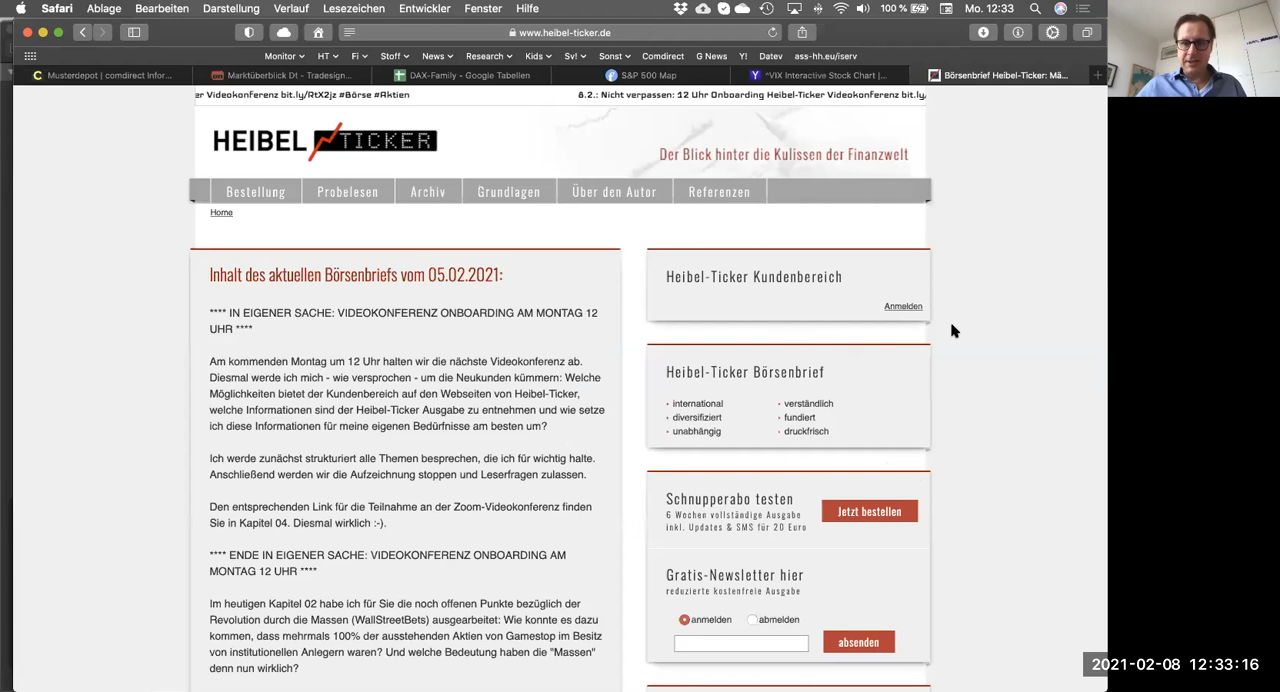 Safari Ablage Bearbeiten Darstellung Verlauf Lesezeichen Entwickler Fenster Hilfe 100 % Mo. 12:33
www.heibel-ticker.de
Monitor HT Fi Stoff News Research Kids Sv! Sonst Comdirect G News Y! Datev ass-hh.eu/iserv
Musterdepot | comdirect Infor... Marktüberblick Dt - Tradesign... DAX-Family - Google Tabellen S&P 500 Map ^VIX Interactive Stock Chart |... Börsenbrief Heibel-Ticker: Mä...
er Videokonferenz bit.ly/RtX2jz #Börse #Aktien 8.2.: Nicht verpassen: 12 Uhr Onboarding Heibel-Ticker Videokonferenz bit.ly/
HEIBEL TICKER
Der Blick hinter die Kulissen der Finanzwelt
Bestellung Probelesen Archiv Grundlagen Über den Autor Referenzen
Home
Inhalt des aktuellen Börsenbriefs vom 05.02.2021:
**** IN EIGENER SACHE: VIDEOKONFERENZ ONBOARDING AM MONTAG 12
UHR ****
Am kommenden Montag um 12 Uhr halten wir die nächste Videokonferenz ab.
Diesmal werde ich mich - wie versprochen - um die Neukunden kümmern: Welche
Möglichkeiten bietet der Kundenbereich auf den Webseiten von Heibel-Ticker,
welche Informationen sind der Heibel-Ticker Ausgabe zu entnehmen und wie setze
ich diese Informationen für meine eigenen Bedürfnisse am besten um?
Ich werde zunächst strukturiert alle Themen besprechen, die ich für wichtig halte.
Anschließend werden wir die Aufzeichnung stoppen und Leserfragen zulassen.
Den entsprechenden Link für die Teilnahme an der Zoom-Videokonferenz finden
Sie in Kapitel 04. Diesmal wirklich :-).
**** ENDE IN EIGENER SACHE: VIDEOKONFERENZ ONBOARDING AM
MONTAG 12 UHR ****
Im heutigen Kapitel 02 habe ich für Sie die noch offenen Punkte bezüglich der
Revolution durch die Massen (WallStreetBets) ausgearbeitet: Wie konnte es dazu
kommen, dass mehrmals 100% der ausstehenden Aktien von Gamestop im Besitz
von institutionellen Anlegern waren? Und welche Bedeutung haben die "Massen"
denn nun wirklich?
Heibel-Ticker Kundenbereich
Anmelden
Heibel-Ticker Börsenbrief
international verständlich
diversifiziert fundiert
unabhängig druckfrisch
Schnupperabo testen
6 Wochen vollständige Ausgabe
inkl. Updates & SMS für 20 Euro
Jetzt bestellen
Gratis-Newsletter hier
reduzierte kostenfreie Ausgabe
anmelden abmelden
absenden
2021-02-08 12:33:16